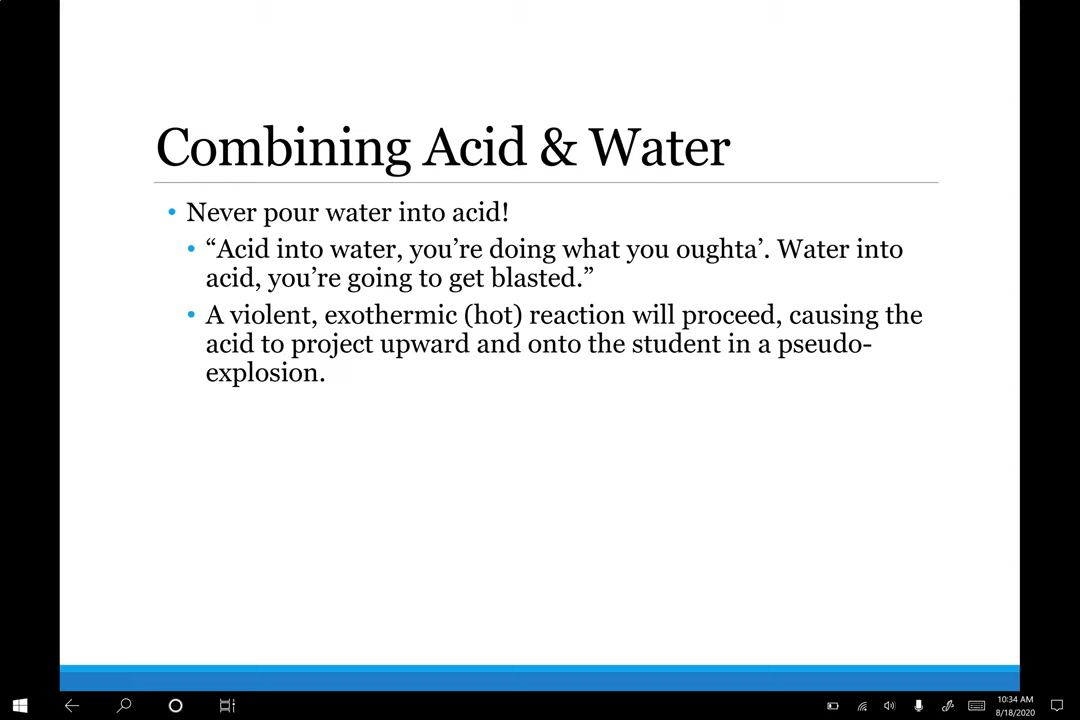 Combining Acid & Water
• Never pour water into acid!
• “Acid into water, you’re doing what you oughta’. Water into
acid, you’re going to get blasted.”
• A violent, exothermic (hot) reaction will proceed, causing the
acid to project upward and onto the student in a pseudo-
explosion.
10:34 AM
8/18/2020